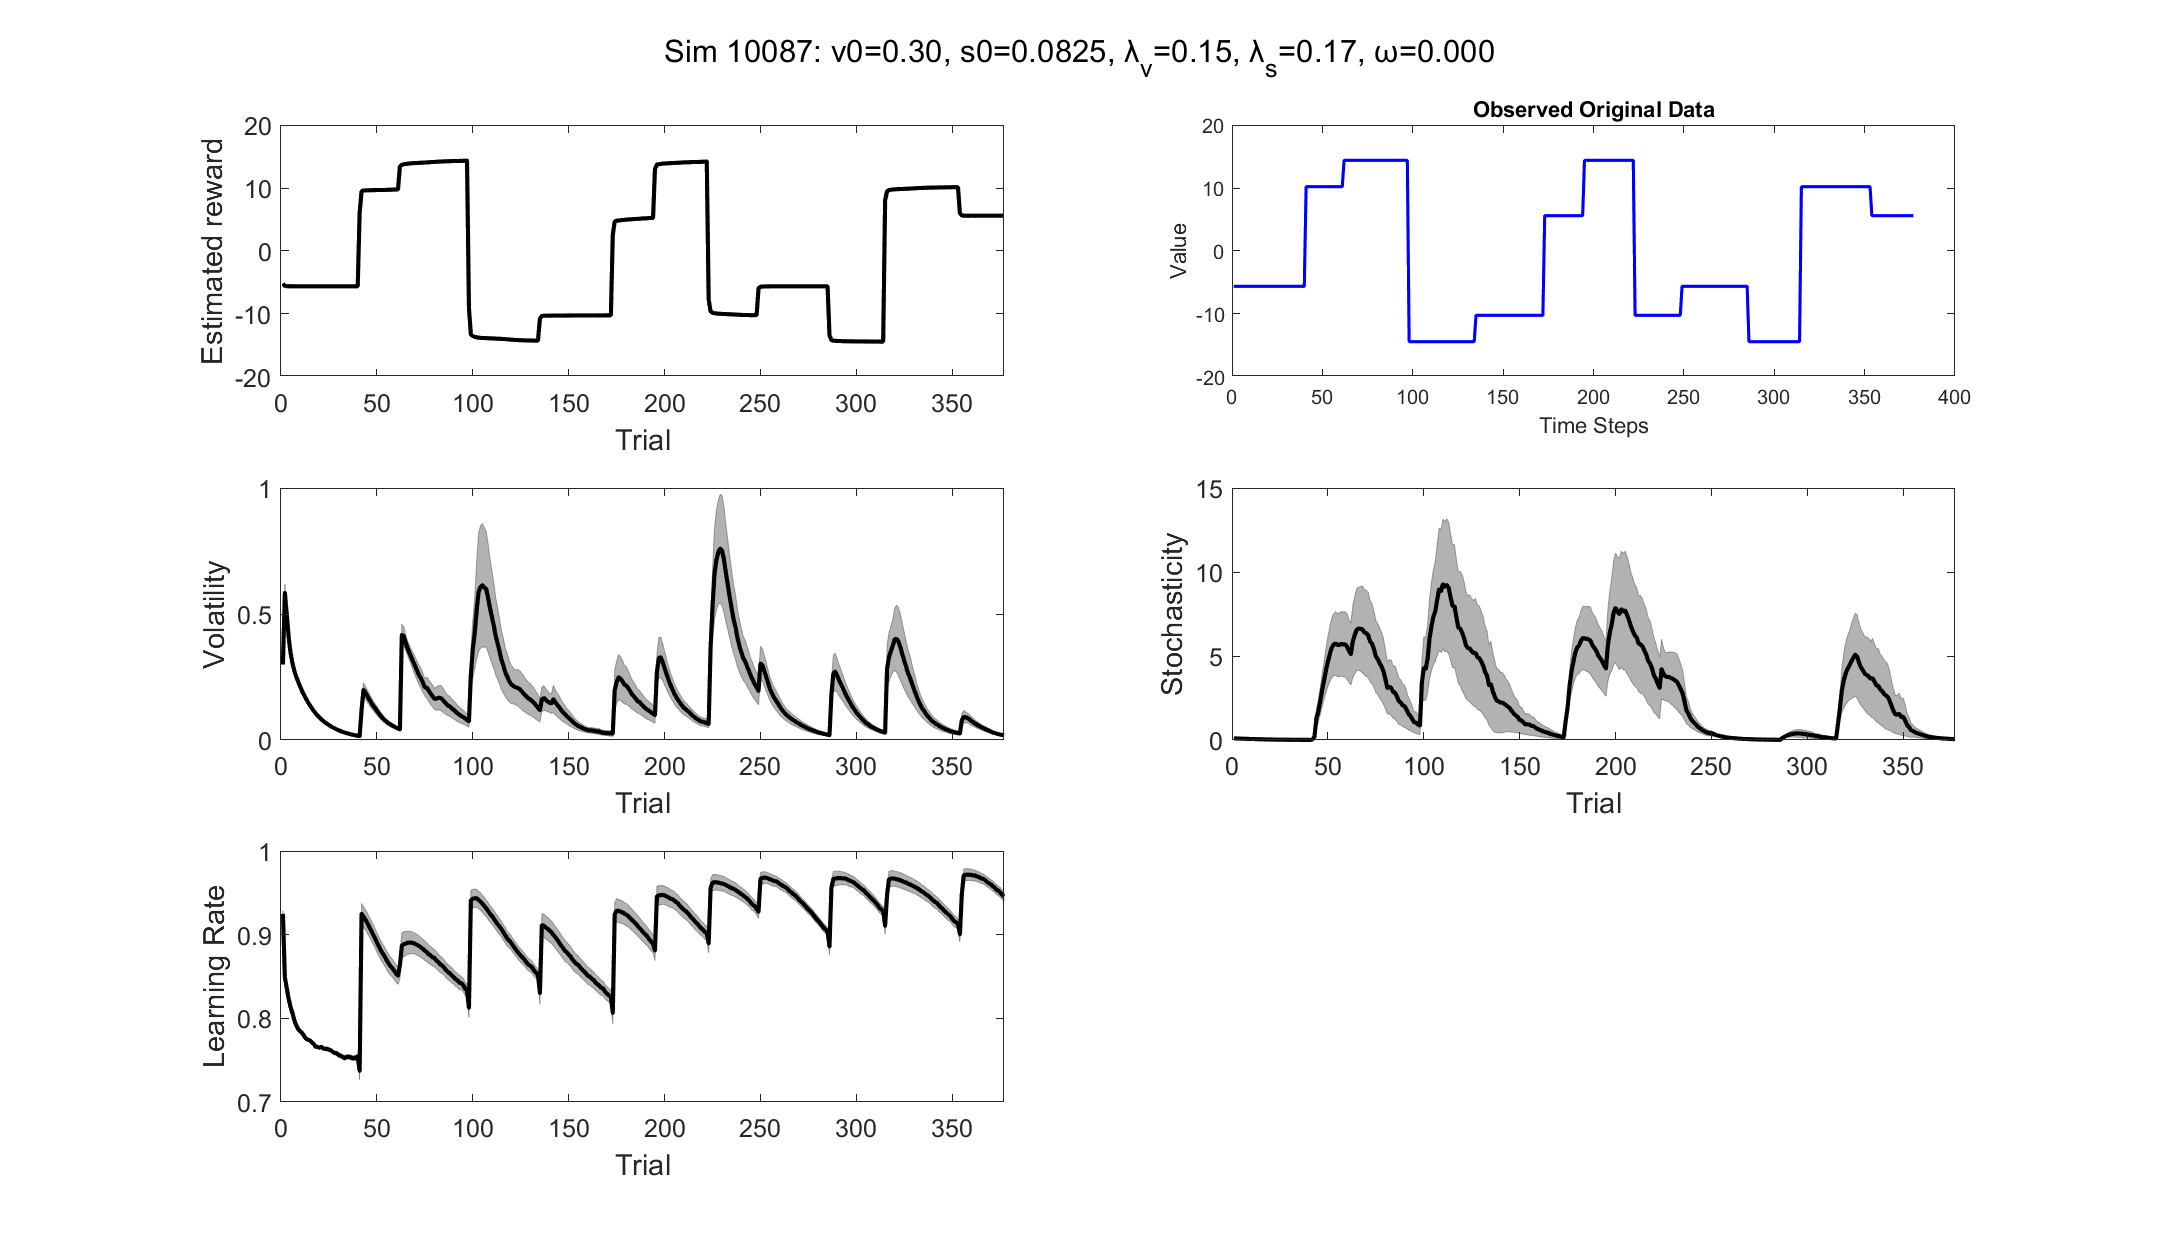 Sim 10087: v0=0.30, s0=0.0825, λv=0.15, λs=0.17, ω=0.000
20
10
0
-10
-20
Estimated reward
0 50 100 150 200 250 300 350
Trial
Observed Original Data
20
10
0
-10
-20
Value
0 50 100 150 200 250 300 350 400
Time Steps
1
0.5
0
Volatility
0 50 100 150 200 250 300 350
Trial
15
10
5
0
Stochasticity
0 50 100 150 200 250 300 350
Trial
1
0.9
0.8
0.7
Learning Rate
0 50 100 150 200 250 300 350
Trial